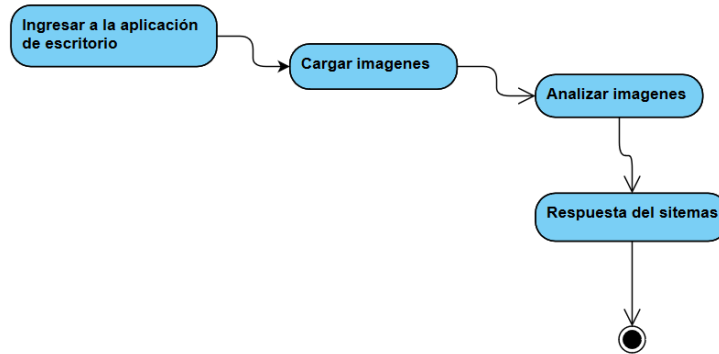 Ingresar a la aplicación
de escritorio
Cargar imagenes
Analizar imagenes
Respuesta del sitemas